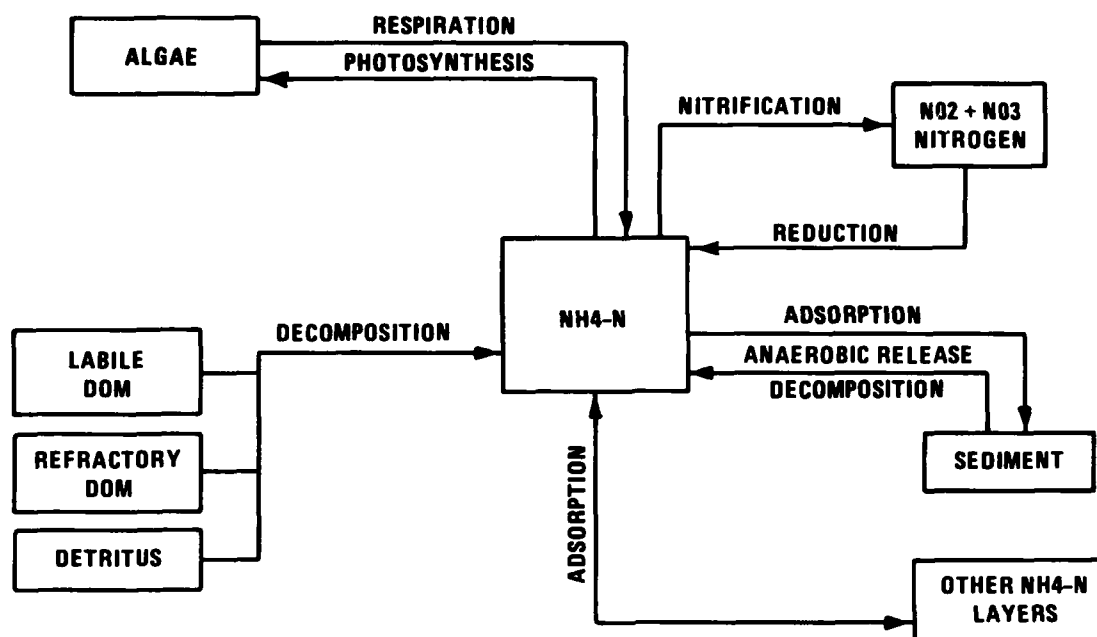 ALGAE
RESPIRATION
PHOTOSYNTHESIS
NITRIFICATION
NO2 + NO3
NITROGEN
REDUCTION
NH4-N
ADSORPTION
ANAEROBIC RELEASE
DECOMPOSITION
SEDIMENT
DECOMPOSITION
LABILE
DOM
REFRACTORY
DOM
DETRITUS
ADSORPTION
OTHER NH4-N
LAYERS